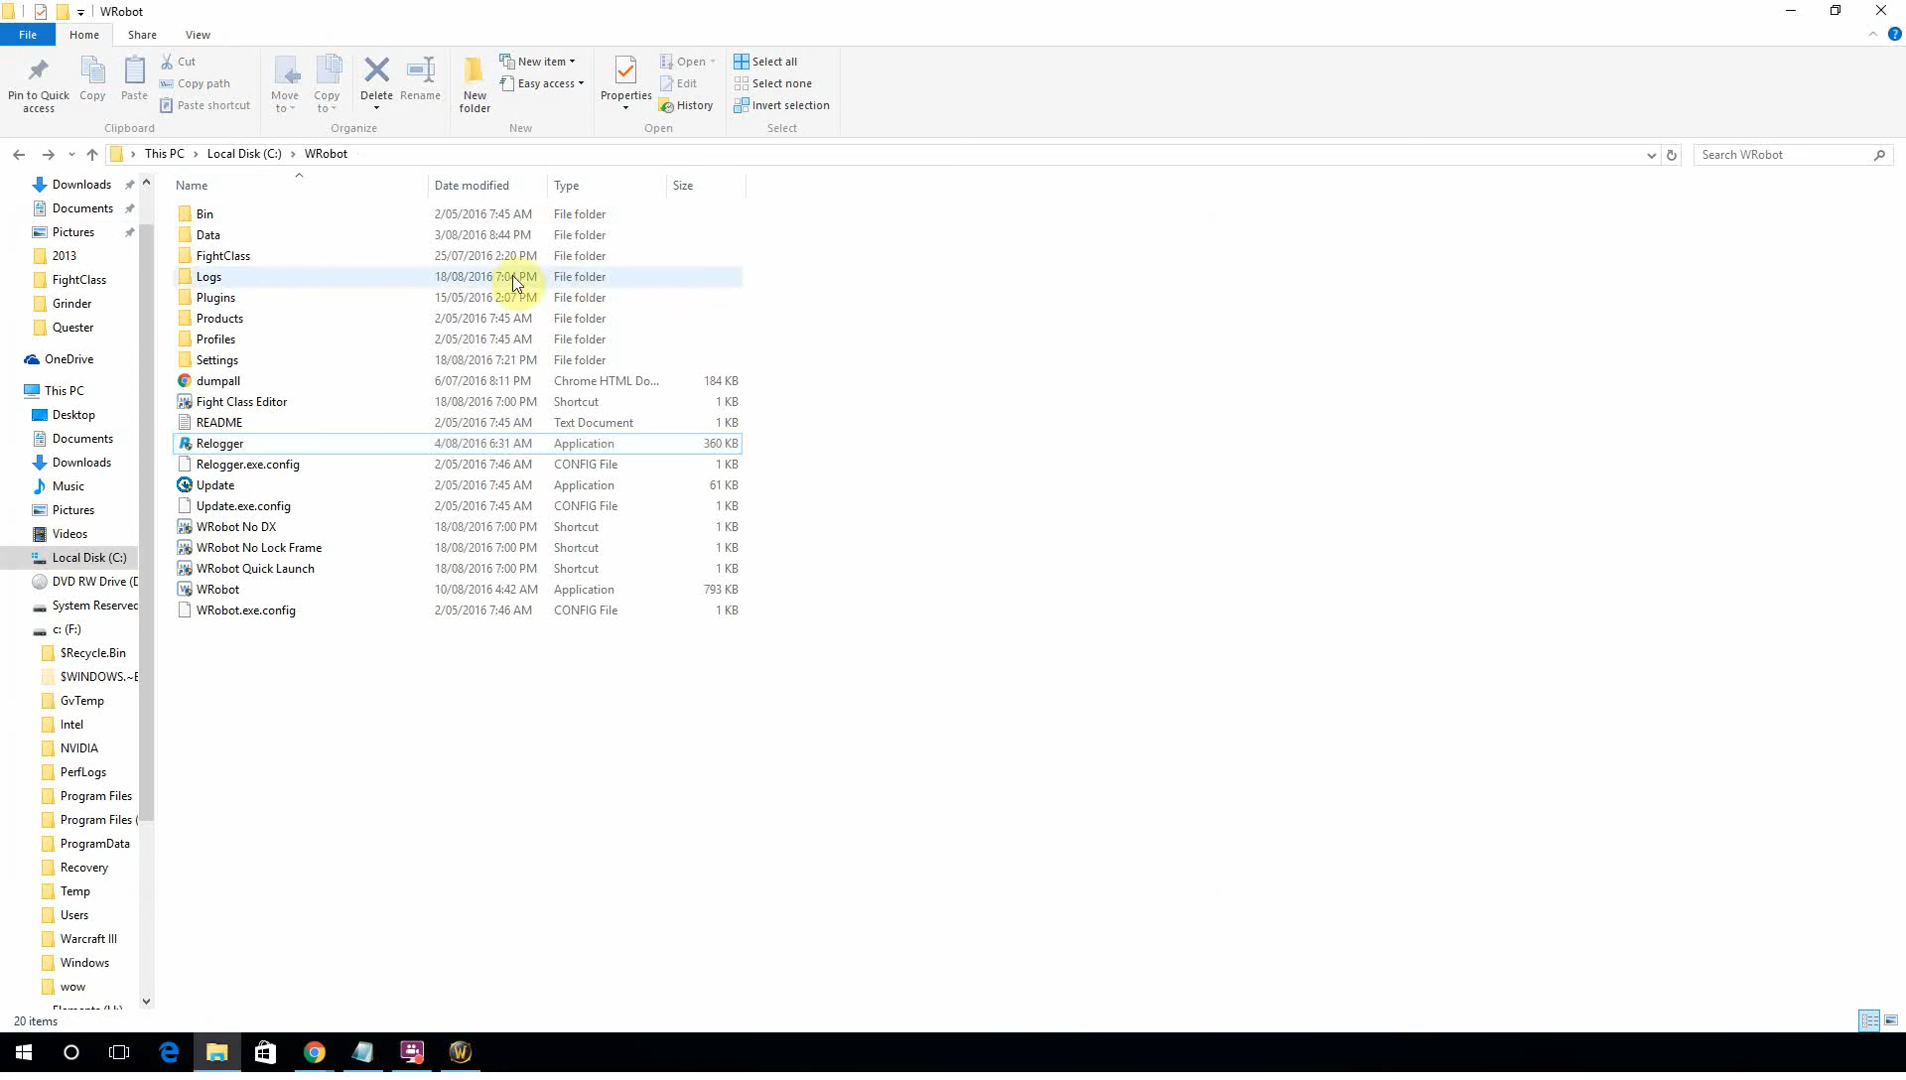 WRobot
File Home Share View
Pin to Quick access
Copy
Paste
Cut
Copy path
Paste shortcut
Clipboard
Move to
Copy to
Delete
Rename
Organize
New folder
New item
Easy access
New
Properties
Open
Edit
History
Open
Select all
Select none
Invert selection
Select
This PC Local Disk (C:) WRobot
Search WRobot
Name Date modified Type Size
Bin 2/05/2016 7:45 AM File folder
Data 3/08/2016 8:44 PM File folder
FightClass 25/07/2016 2:20 PM File folder
Logs 18/08/2016 7:04 PM File folder
Plugins 15/05/2016 2:07 PM File folder
Products 2/05/2016 7:45 AM File folder
Profiles 2/05/2016 7:45 AM File folder
Settings 18/08/2016 7:21 PM File folder
dumpall 6/07/2016 8:11 PM Chrome HTML Do... 184 KB
Fight Class Editor 18/08/2016 7:00 PM Shortcut 1 KB
README 2/05/2016 7:45 AM Text Document 1 KB
Relogger 4/08/2016 6:31 AM Application 360 KB
Relogger.exe.config 2/05/2016 7:46 AM CONFIG File 1 KB
Update 2/05/2016 7:45 AM Application 61 KB
Update.exe.config 2/05/2016 7:45 AM CONFIG File 1 KB
WRobot No DX 18/08/2016 7:00 PM Shortcut 1 KB
WRobot No Lock Frame 18/08/2016 7:00 PM Shortcut 1 KB
WRobot Quick Launch 18/08/2016 7:00 PM Shortcut 1 KB
WRobot 10/08/2016 4:42 AM Application 793 KB
WRobot.exe.config 2/05/2016 7:46 AM CONFIG File 1 KB
Downloads
Documents
Pictures
2013
FightClass
Grinder
Quester
OneDrive
This PC
Desktop
Documents
Downloads
Music
Pictures
Videos
Local Disk (C:)
DVD RW Drive (D
System Reserved
c: (F:)
$Recycle.Bin
$WINDOWS.~E
GvTemp
Intel
NVIDIA
PerfLogs
Program Files
Program Files (
ProgramData
Recovery
Temp
Users
Warcraft III
Windows
wow
20 items